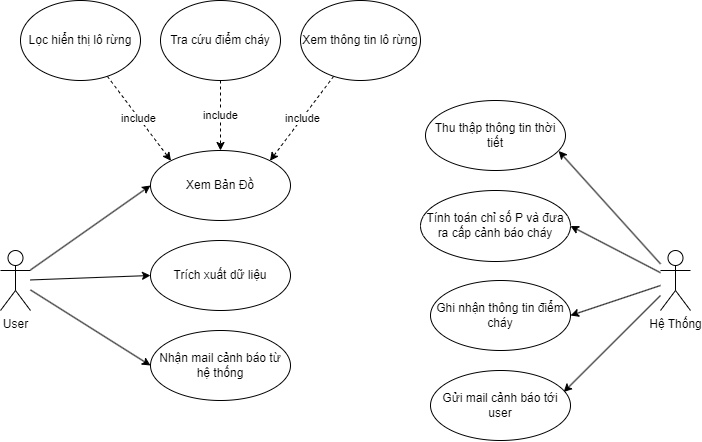 Lọc hiển thị lô rừng
Tra cứu điểm cháy
Xem thông tin lô rừng
include
include
include
Xem Bản Đồ
Trích xuất dữ liệu
Nhận mail cảnh báo từ
hệ thống
User
Thu thập thông tin thời
tiết
Tính toán chỉ số P và đưa
ra cấp cảnh báo cháy
Ghi nhận thông tin điểm
cháy
Gửi mail cảnh báo tới
user
Hệ Thống